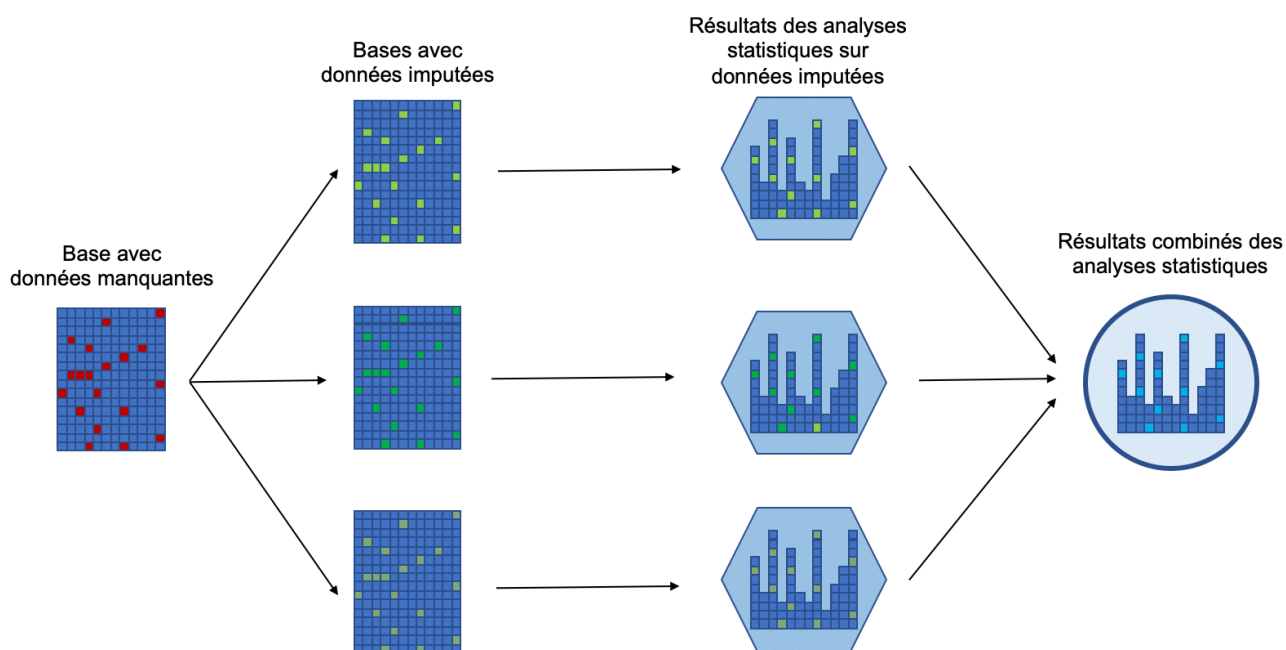 Base avec
données manquantes
Bases avec
données imputées
Résultats des analyses
statistiques sur
données imputées
Résultats combinés des
analyses statistiques